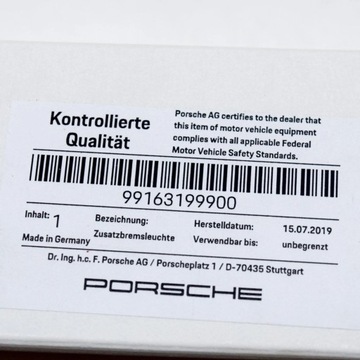 Kontrollierte
Qualität
Porsche AG certifies to the dealer that
this item of motor vehicle equipment
complies with all applicable Federal
Motor Vehicle Safety Standards.
99163199900
Inhalt: 1 Bezeichnung: Herstelldatum: 15.07.2019
Made in Germany Zusatzbremsleuchte Verwendbar bis: unbegrenzt
Dr. Ing. h.c. F. Porsche AG / Porscheplatz 1 / D-70435 Stuttgart
PORSCHE